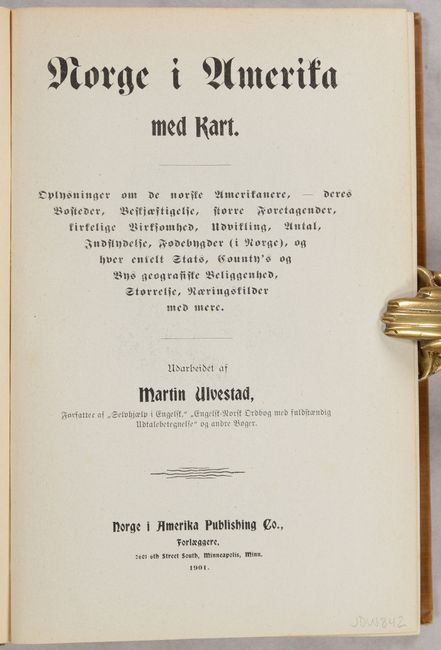 Norge i Amerika
med Kart.
Oplysninger om de norske Amerikanere, — deres
Bosteder, Beskjæftigelse, større Foretagender,
kirkelige Virksomhed, Udvikling, Antal,
Indflydelse, Fødebygder (i Norge), og
hver enkelt Stats, County's og
Bys geografiske Beliggenhed,
Størrelse, Næringskilder
med mere.
Udarbeidet af
Martin Ulvestad,
Forfatter af „Selvhjælp i Engelsk," „Engelsk-Norsk Ordbog med fuldstændig
Udtalebetegnelse" og andre Bøger.
Norge i Amerika Publishing Co.,
Forlæggere,
2601 6th Street South, Minneapolis, Minn.
1901.
JDW842